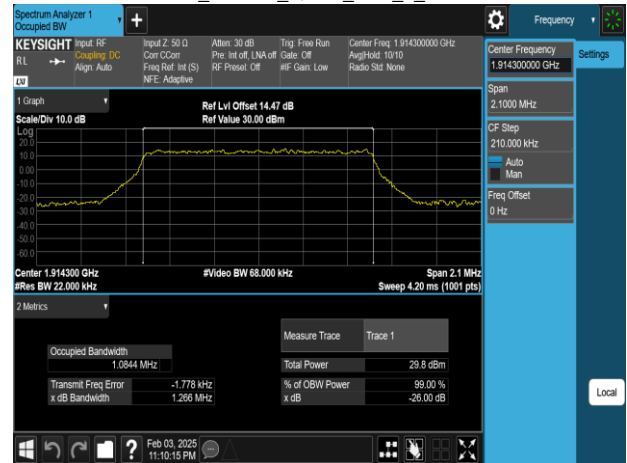 Spectrum Analyzer 1
Occupied BW
Frequency
KEYSIGHT
RL
LXI
Input: RF
Coupling: DC
Align: Auto
Input Z: 50 Ω
Corr CCorr
Freq Ref: Int (S)
NFE: Adaptive
Atten: 30 dB
Pre: Int off, LNA off
RF Presel: Off
Trig: Free Run
Gate: Off
#IF Gain: Low
Center Freq: 1.914300000 GHz
Avg|Hold: 10/10
Radio Std: None
Center Frequency
1.914300000 GHz
Settings
Span
2.1000 MHz
CF Step
210.000 kHz
Auto
Man
Freq Offset
0 Hz
1 Graph
Scale/Div 10.0 dB
Ref Lvl Offset 14.47 dB
Ref Value 30.00 dBm
Log
20.0
10.0
0.00
-10.0
-20.0
-30.0
-40.0
-50.0
-60.0
Center 1.914300 GHz
#Video BW 68.000 kHz
Span 2.1 MHz
#Res BW 22.000 kHz
Sweep 4.20 ms (1001 pts)
2 Metrics
Measure Trace
Trace 1
Occupied Bandwidth
1.0844 MHz
Total Power
29.8 dBm
Transmit Freq Error
-1.778 kHz
% of OBW Power
99.00 %
x dB Bandwidth
1.266 MHz
x dB
-26.00 dB
Local
Feb 03, 2025
11:10:15 PM